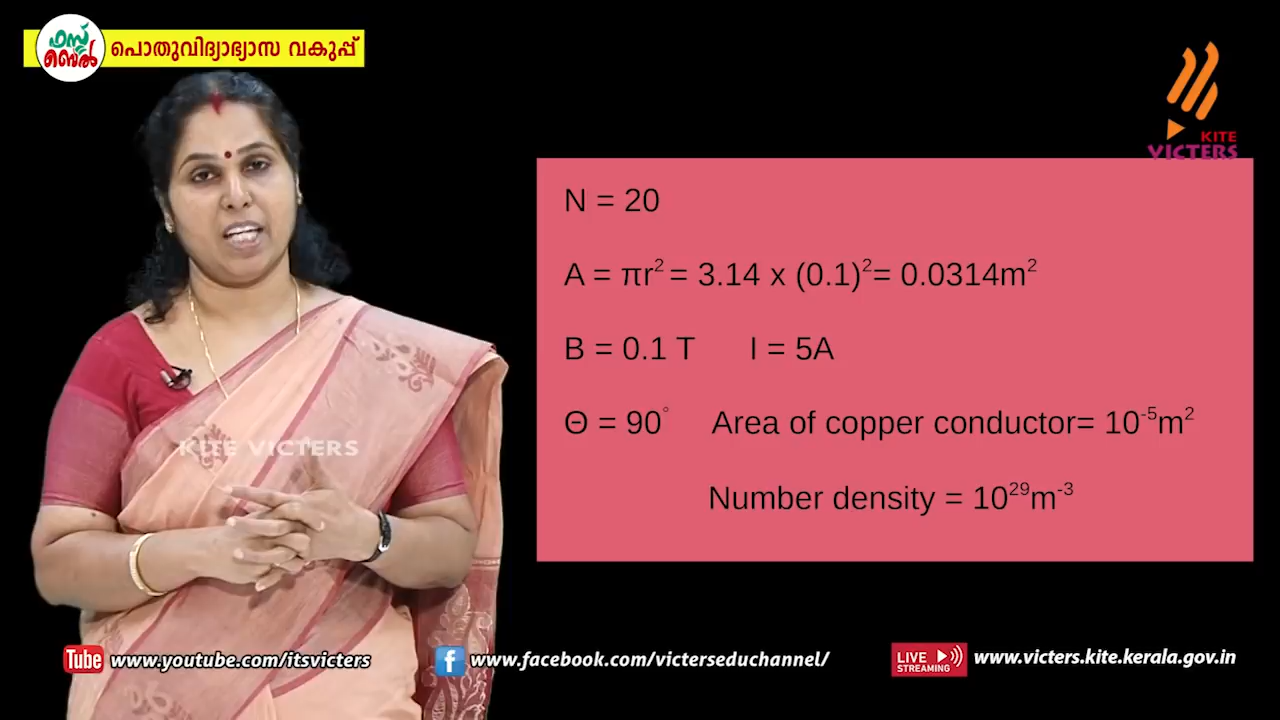 ഫസ്റ്റ്
ബെൽ
പൊതുവിദ്യാഭ്യാസ വകുപ്പ്
KITE
VICTERS
N = 20
A = πr² = 3.14 x (0.1)²= 0.0314m²
B = 0.1 T I = 5A
Θ = 90° Area of copper conductor= 10⁻⁵m²
Number density = 10²⁹m⁻³
KITE VICTERS
Tube www.youtube.com/itsvicters
f www.facebook.com/victerseduchannel/
LIVE STREAMING www.victers.kite.kerala.gov.in